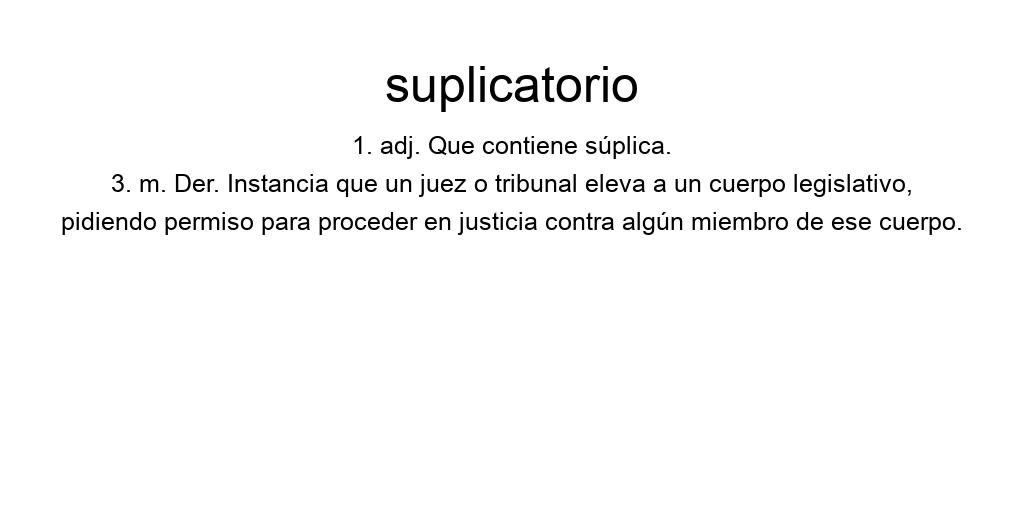 suplicatorio
1. adj. Que contiene súplica.
3. m. Der. Instancia que un juez o tribunal eleva a un cuerpo legislativo,
pidiendo permiso para proceder en justicia contra algún miembro de ese cuerpo.